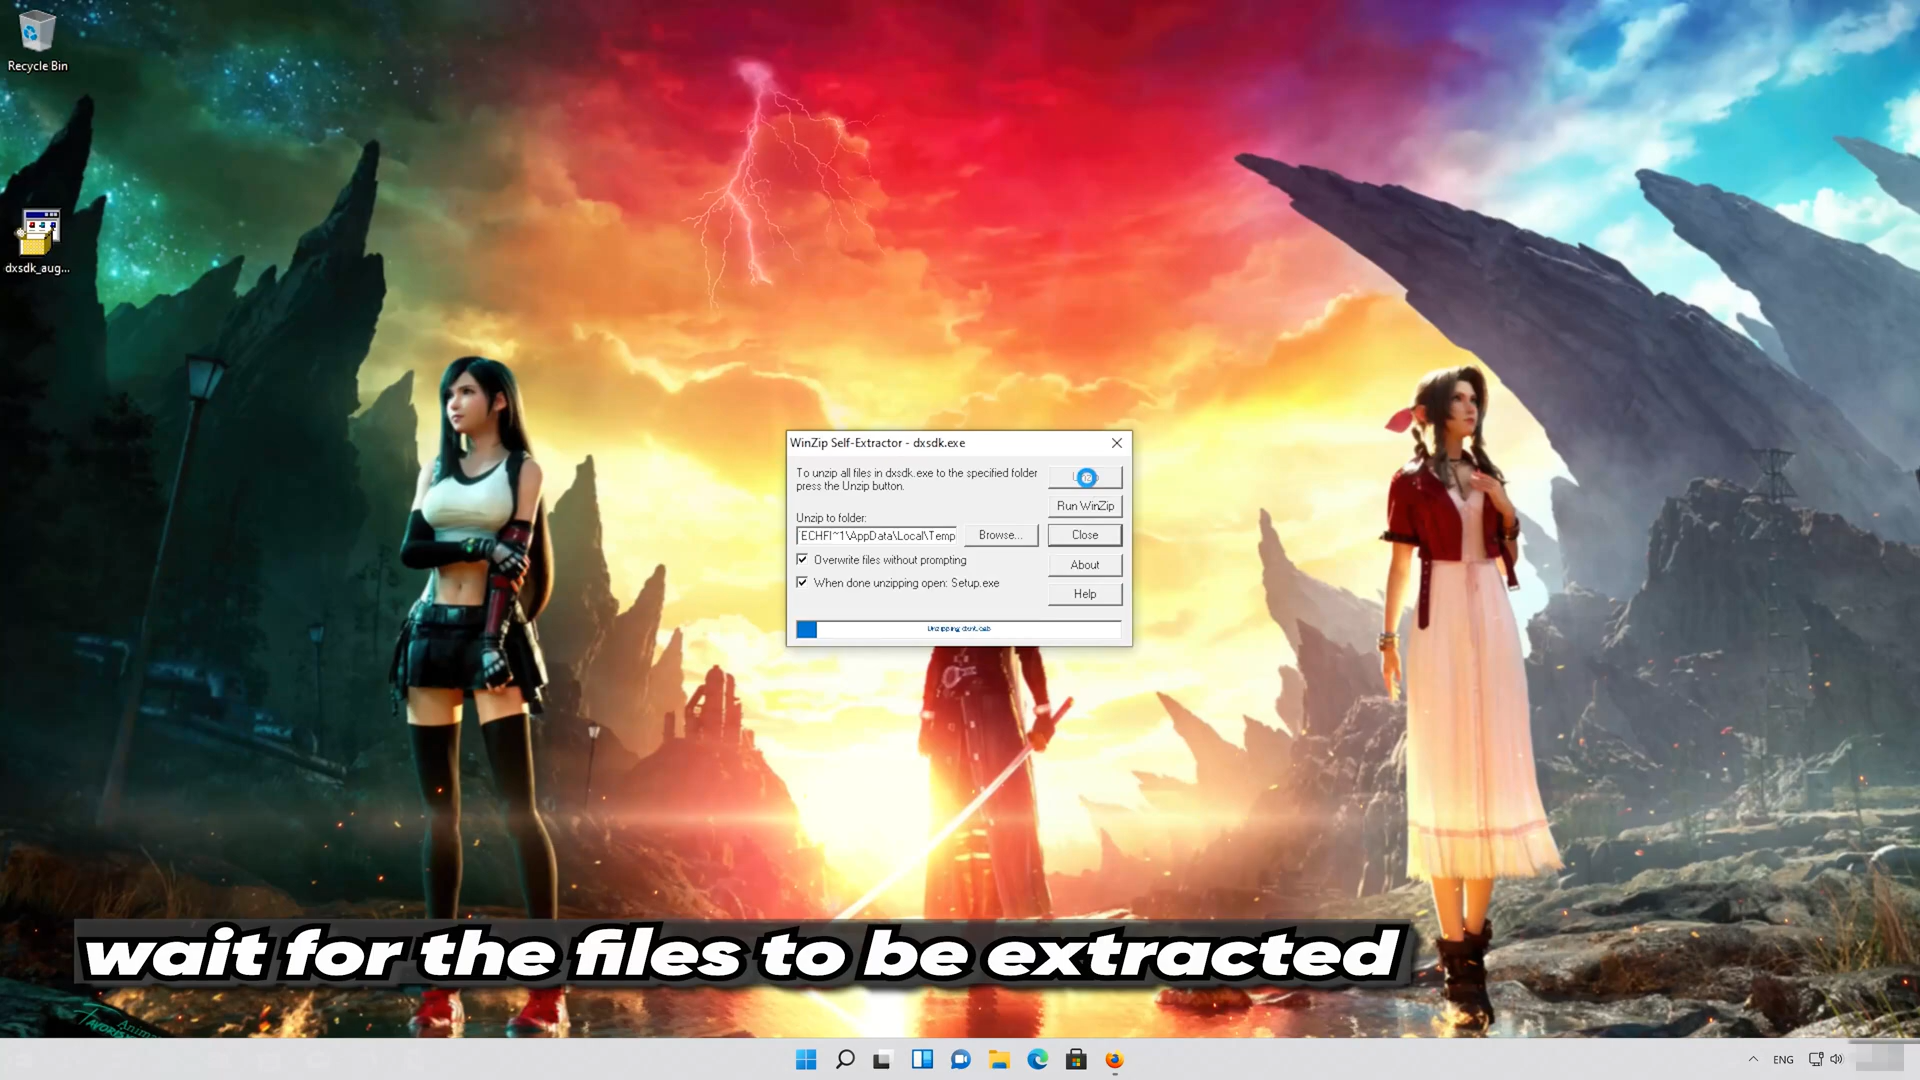 Recycle Bin
dxsdk_aug...
WinZip Self-Extractor - dxsdk.exe
To unzip all files in dxsdk.exe to the specified folder
press the Unzip button.
Run WinZip
Unzip to folder:
ECHFI~1\AppData\Local\Temp
Browse...
Close
Overwrite files without prompting
About
When done unzipping open: Setup.exe
Help
wait for the files to be extracted
ENG